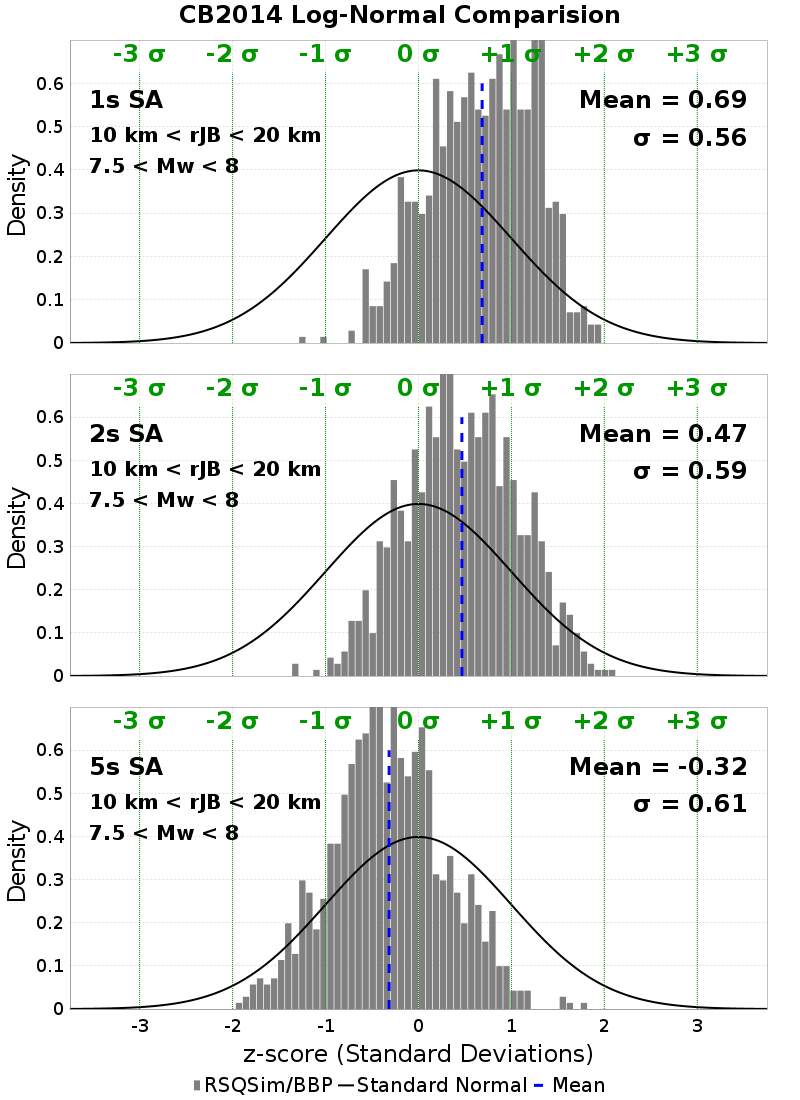 CB2014 Log-Normal Comparision
-3 σ -2 σ -1 σ 0 σ +1 σ +2 σ +3 σ
1s SA
Mean = 0.69
10 km < rJB < 20 km
σ = 0.56
7.5 < Mw < 8
Density
0.6
0.5
0.4
0.3
0.2
0.1
0
-3 σ -2 σ -1 σ 0 σ +1 σ +2 σ +3 σ
2s SA
Mean = 0.47
10 km < rJB < 20 km
σ = 0.59
7.5 < Mw < 8
Density
0.6
0.5
0.4
0.3
0.2
0.1
0
-3 σ -2 σ -1 σ 0 σ +1 σ +2 σ +3 σ
5s SA
Mean = -0.32
10 km < rJB < 20 km
σ = 0.61
7.5 < Mw < 8
Density
0.6
0.5
0.4
0.3
0.2
0.1
0
-3 -2 -1 0 1 2 3
z-score (Standard Deviations)
RSQSim/BBP Standard Normal Mean